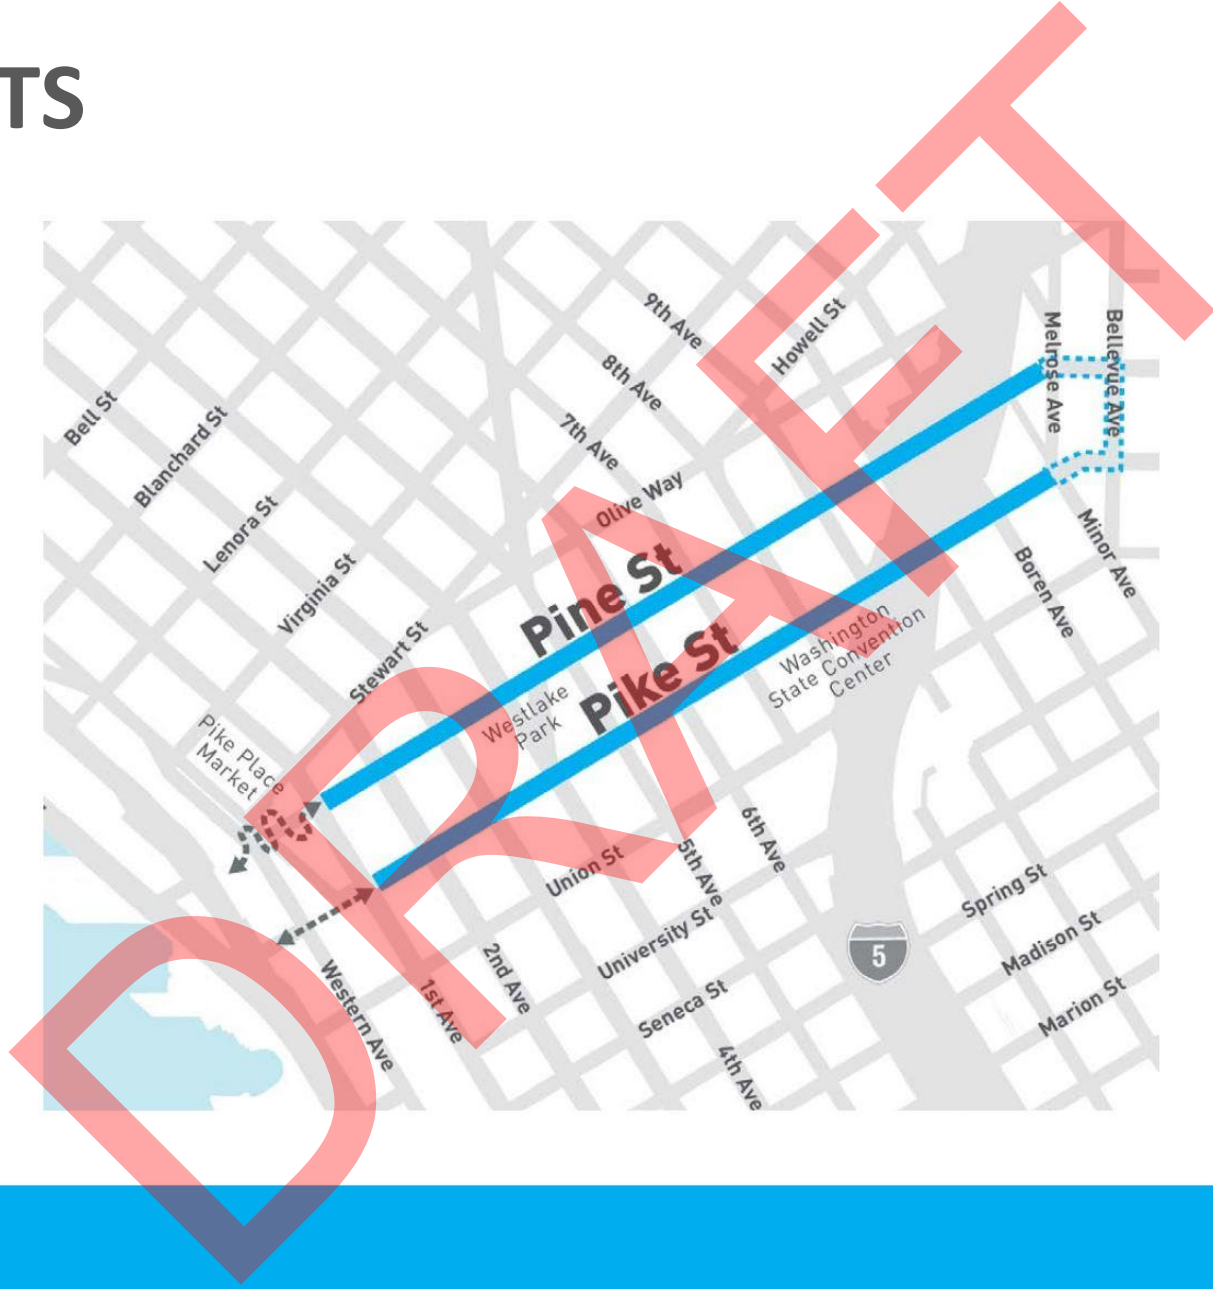 TS
9th Ave
Howell St
Melrose Ave
Bellevue Ave
8th Ave
Bell St
Blanchard St
7th Ave
Olive Way
Lenora St
Virginia St
Minor Ave
Boren Ave
Pine St
Stewart St
Pike St
Washington
State Convention
Center
Westlake
Park
Pike Place
Market
6th Ave
5th Ave
Union St
Spring St
University St
Madison St
5
2nd Ave
1st Ave
Western Ave
Seneca St
Marion St
4th Ave
DRAFT